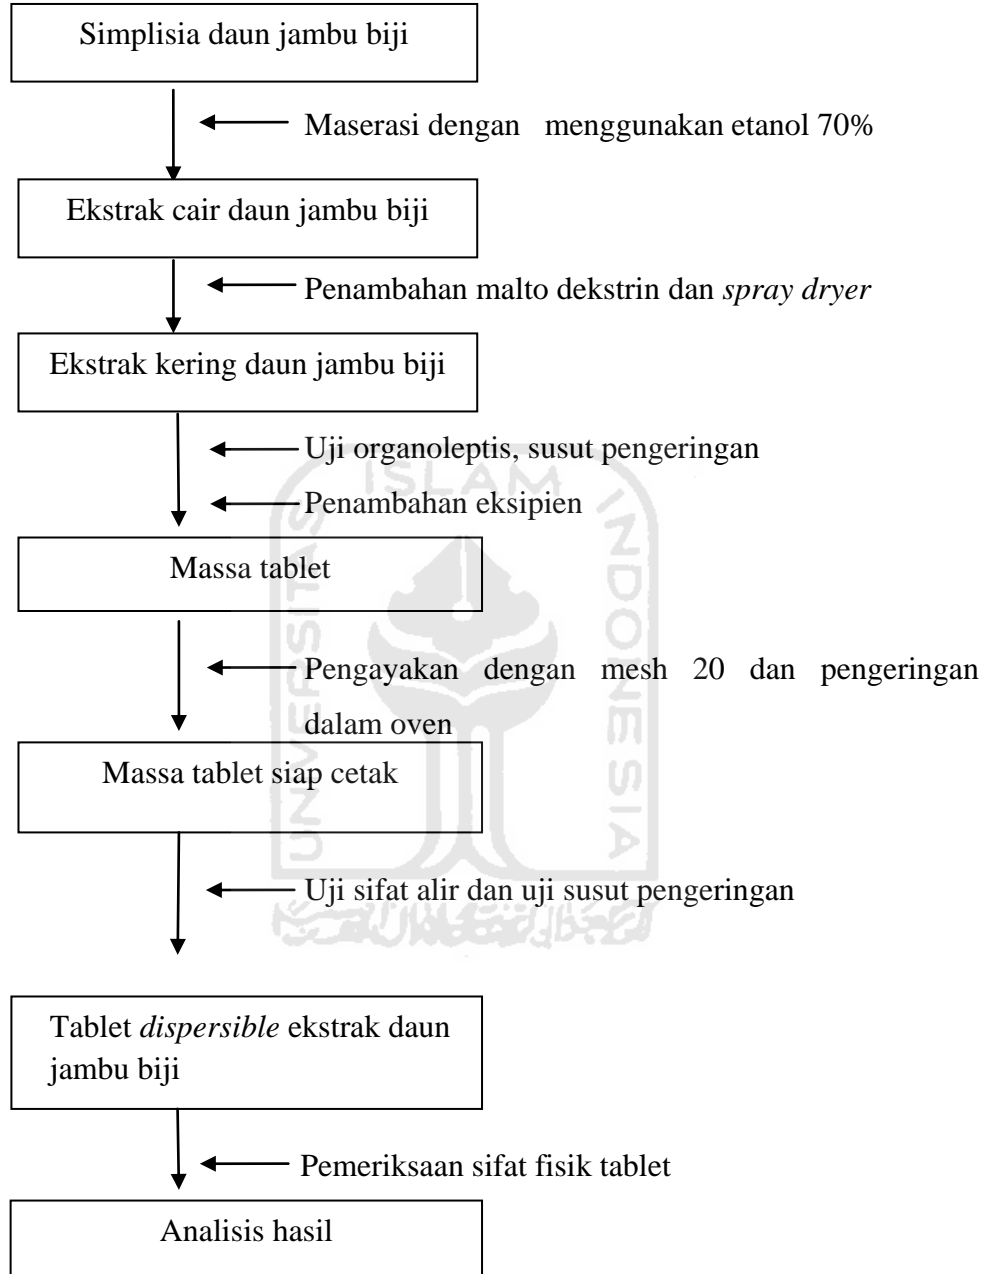 Simplisia daun jambu biji
Maserasi dengan menggunakan etanol 70%
Ekstrak cair daun jambu biji
Penambahan malto dekstrin dan spray dryer
Ekstrak kering daun jambu biji
Uji organoleptis, susut pengeringan
Penambahan eksipien
Massa tablet
Pengayakan dengan mesh 20 dan pengeringan
dalam oven
Massa tablet siap cetak
Uji sifat alir dan uji susut pengeringan
Tablet dispersible ekstrak daun
jambu biji
Pemeriksaan sifat fisik tablet
Analisis hasil
UNIVERSITAS
ISLAM
INDONESIA